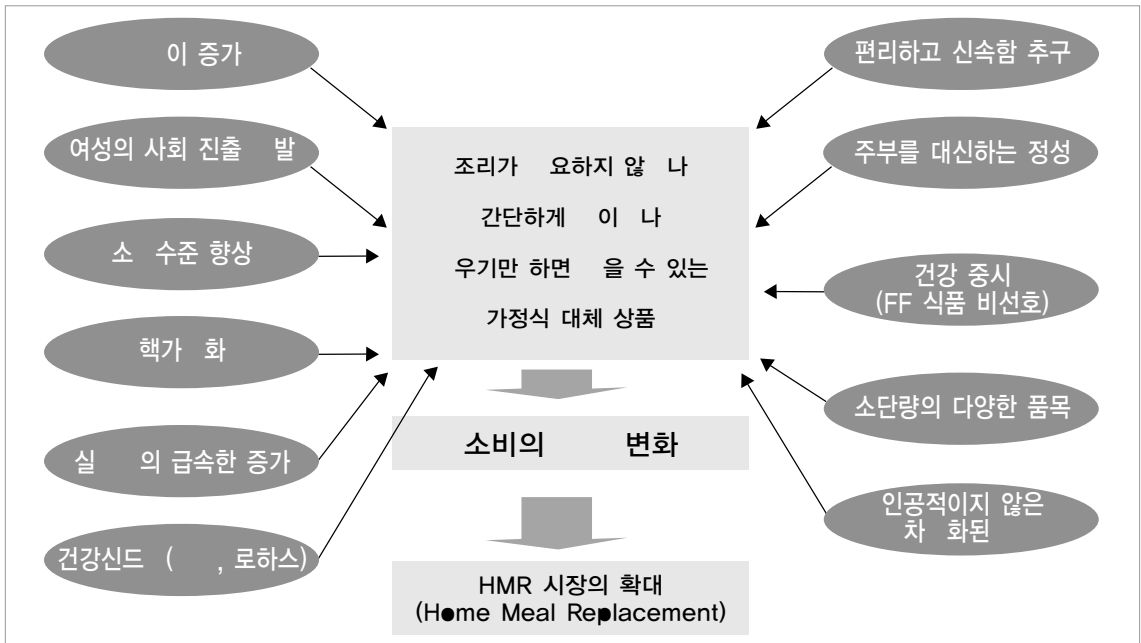 이 증가
여성의 사회 진출 발
소 수준 향상
핵가 화
실 의 급속한 증가
건강신드 ( , 로하스)
조리가 요하지 않 나
간단하게 이 나
우기만 하면 을 수 있는
가정식 대체 상품
소비의 변화
HMR 시장의 확대
(Home Meal Replacement)
편리하고 신속함 추구
주부를 대신하는 정성
건강 중시
(FF 식품 비선호)
소단량의 다양한 품목
인공적이지 않은
차 화된